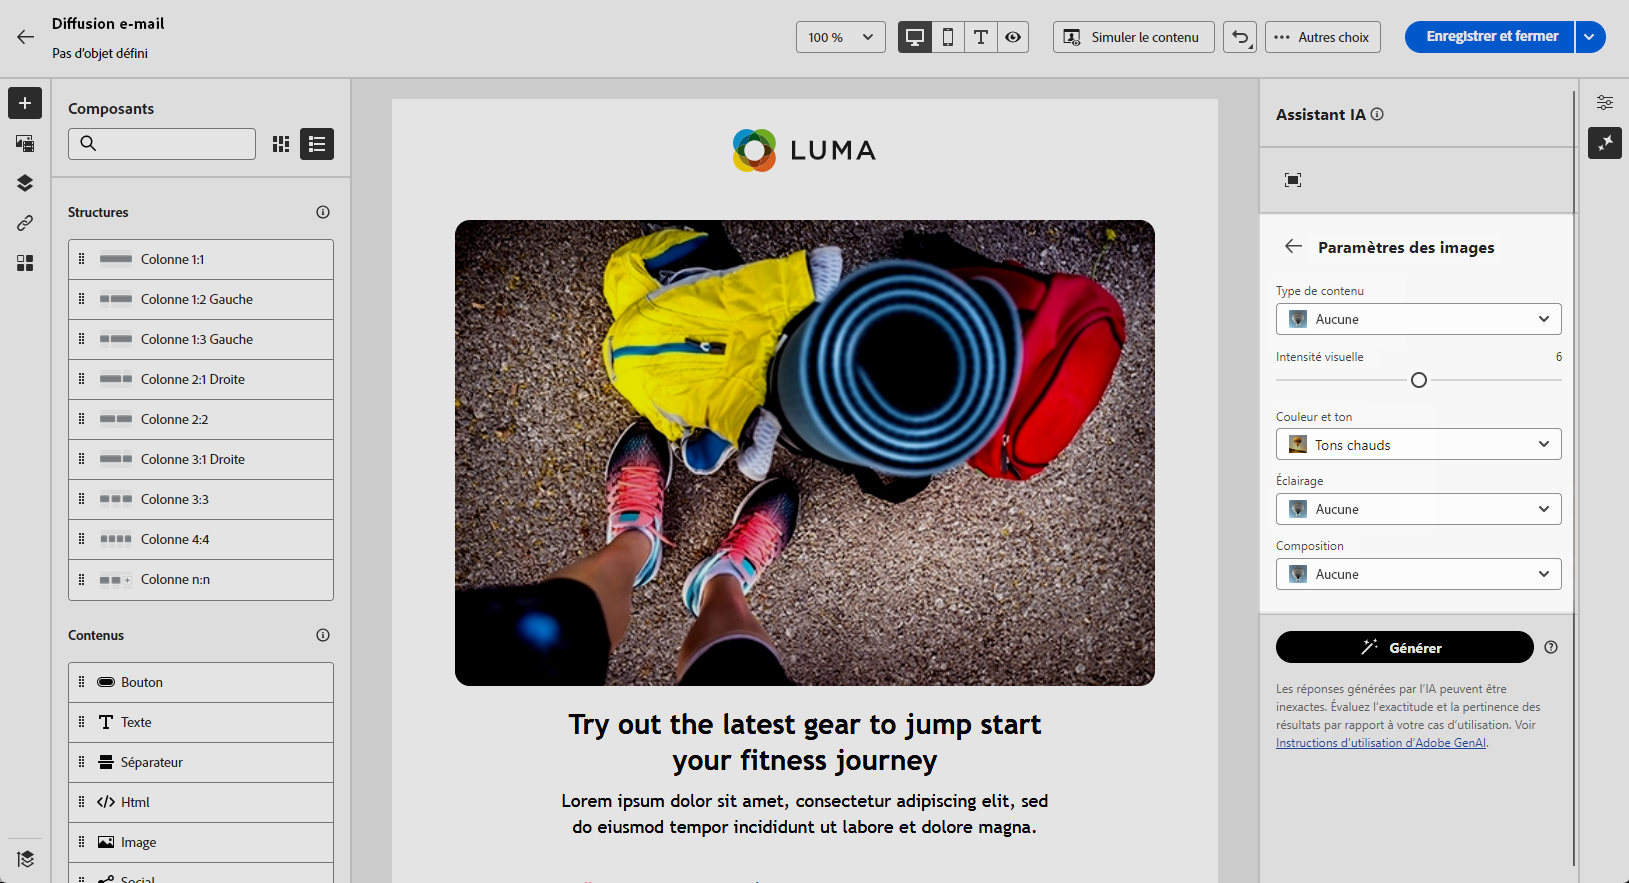 Diffusion e-mail
Pas d'objet défini
100 %
Simuler le contenu
Autres choix
Enregistrer et fermer
Composants
Structures
Colonne 1:1
Colonne 1:2 Gauche
Colonne 1:3 Gauche
Colonne 2:1 Droite
Colonne 2:2
Colonne 3:1 Droite
Colonne 3:3
Colonne 4:4
Colonne n:n
Contenus
Bouton
Texte
Séparateur
Html
Image
Social
LUMA
Try out the latest gear to jump start
your fitness journey
Lorem ipsum dolor sit amet, consectetur adipiscing elit, sed
do eiusmod tempor incididunt ut labore et dolore magna.
Assistant IA
Paramètres des images
Type de contenu
Aucune
Intensité visuelle 6
Couleur et ton
Tons chauds
Éclairage
Aucune
Composition
Aucune
Générer
Les réponses générées par l'IA peuvent être
inexactes. Évaluez l'exactitude et la pertinence des
résultats par rapport à votre cas d'utilisation. Voir
Instructions d'utilisation d'Adobe GenAI.